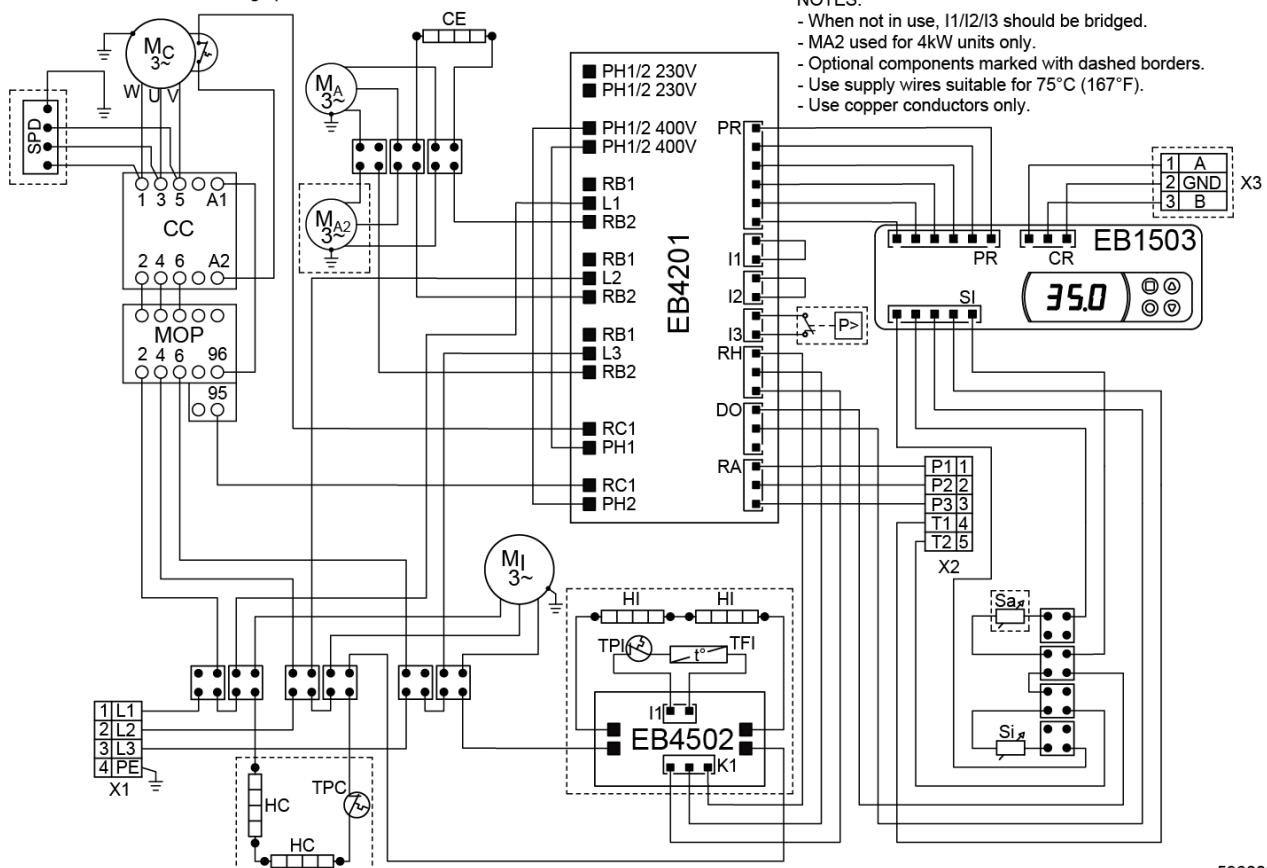 NOTES:
- When not in use, I1/I2/I3 should be bridged.
- MA2 used for 4kW units only.
- Optional components marked with dashed borders.
- Use supply wires suitable for 75°C (167°F).
- Use copper conductors only.
CE
MC
3~
W U V
SPD
1 3 5 A1
CC
2 4 6 A2
MOP
2 4 6 96
95
MA
3~
MA2
3~
EB4201
PH1/2 230V
PH1/2 230V
PH1/2 400V
PH1/2 400V
RB1
L1
RB2
RB1
L2
RB2
RB1
L3
RB2
RC1
PH1
RC1
PH2
PR
I1
I2
I3
RH
DO
RA
P>
1 A
2 GND
3 B
X3
EB1503
PR
CR
SI
35.0
P1 1
P2 2
P3 3
T1 4
T2 5
X2
Sa
Si
MI
3~
HI
HI
TPI
t°
TFI
I1
EB4502
K1
1 L1
2 L2
3 L3
4 PE
X1
HC
TPC
HC